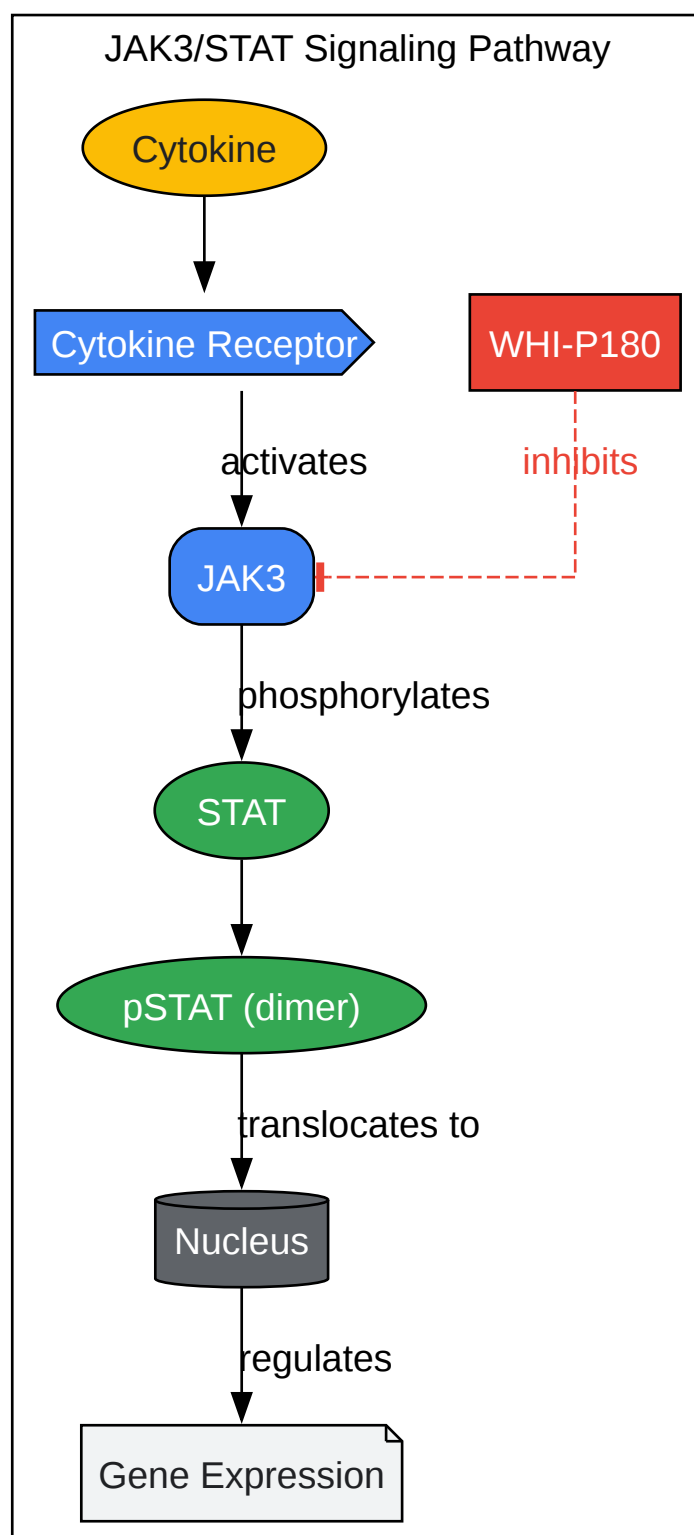 JAK3/STAT Signaling Pathway
Cytokine
Cytokine Receptor
WHI-P180
activates
inhibits
JAK3
phosphorylates
STAT
pSTAT (dimer)
translocates to
Nucleus
regulates
Gene Expression